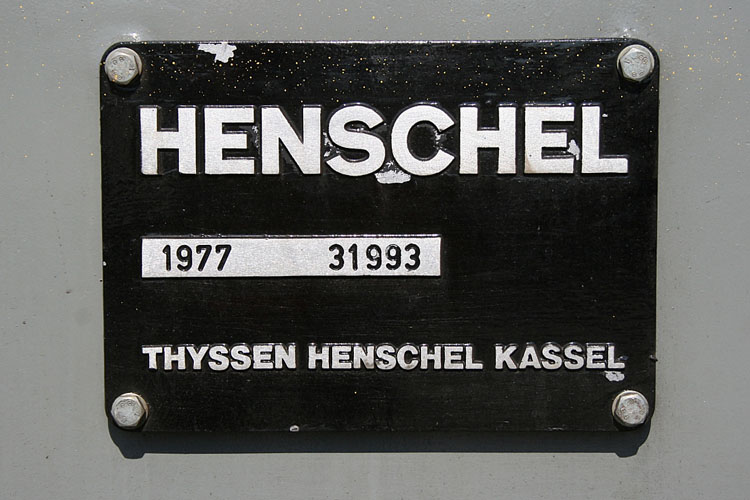 HENSCHEL
1977 31993
THYSSEN HENSCHEL KASSEL